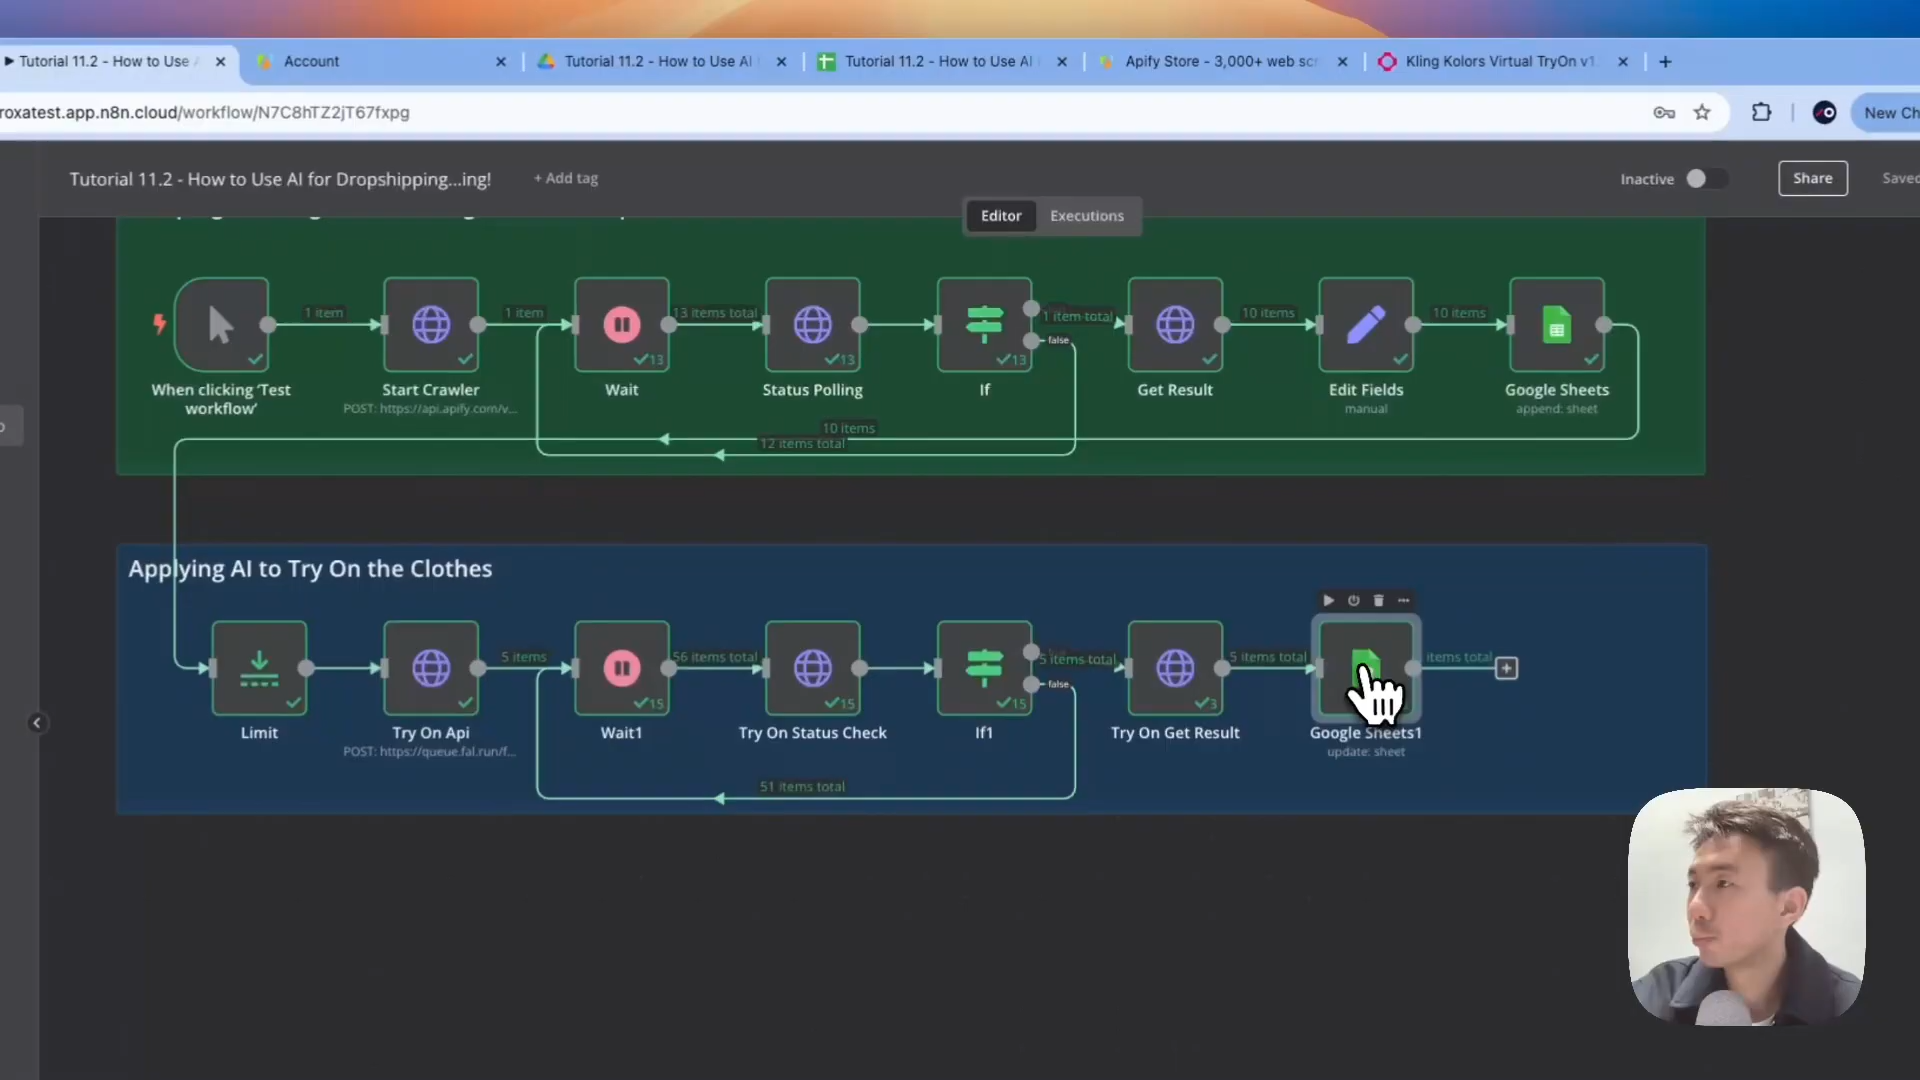 Tutorial 11.2 - How to Use A
Account
Tutorial 11.2 - How to Use AI
Tutorial 11.2 - How to Use AI
Apify Store - 3,000+ web scr
Kling Kolors Virtual TryOn v1.
roxatest.app.n8n.cloud/workflow/N7C8hTZ2jT67fxpg
New Ch
Tutorial 11.2 - How to Use AI for Dropshipping...ing!
+ Add tag
Inactive
Share
Saved
Editor
Executions
1 item
1 item
13 items total
1 item total
false
10 items
10 items
13
13
13
When clicking ‘Test workflow’
Start Crawler
POST: https://api.apify.com/v...
Wait
Status Polling
If
Get Result
Edit Fields
manual
Google Sheets
append: sheet
10 items
12 items total
Applying AI to Try On the Clothes
5 items
56 items total
5 items total
false
5 items total
items total
15
15
15
3
Limit
Try On Api
POST: https://queue.fal.run/f...
Wait1
Try On Status Check
If1
Try On Get Result
Google Sheets1
update: sheet
51 items total